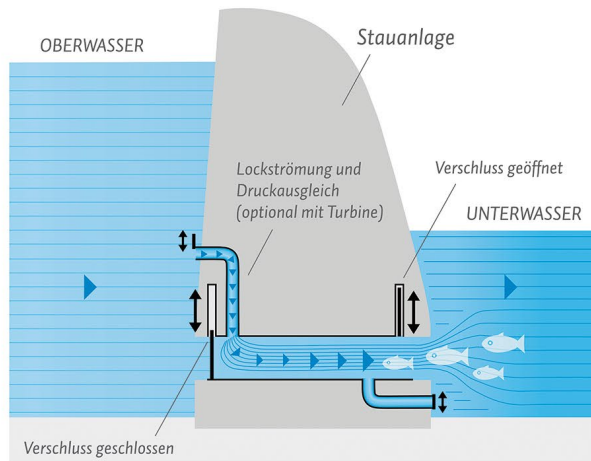 OBERWASSER
Stauanlage
Lockströmung und
Druckausgleich
(optional mit Turbine)
Verschluss geöffnet
UNTERWASSER
Verschluss geschlossen